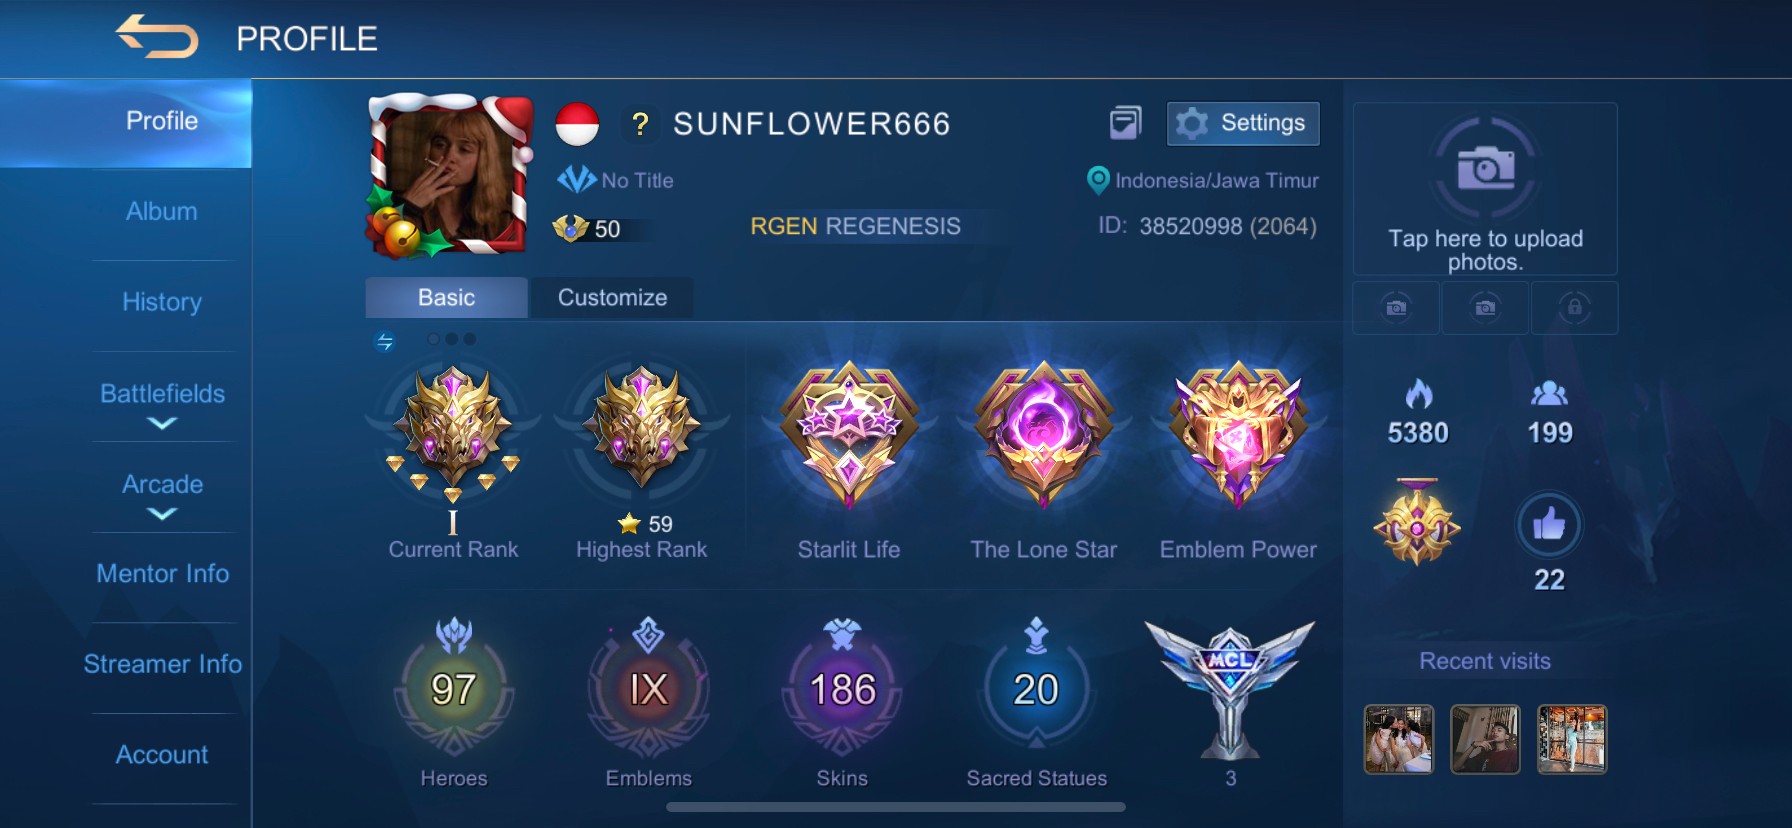 PROFILE
Profile
Album
History
Battlefields
Arcade
Mentor Info
Streamer Info
Account
? SUNFLOWER666
Settings
No Title
Indonesia/Jawa Timur
50
RGEN REGENESIS
ID: 38520998 (2064)
Basic
Customize
I
Current Rank
59
Highest Rank
Starlit Life
The Lone Star
Emblem Power
97
Heroes
IX
Emblems
186
Skins
20
Sacred Statues
MCL
3
Tap here to upload
photos.
5380
199
22
Recent visits